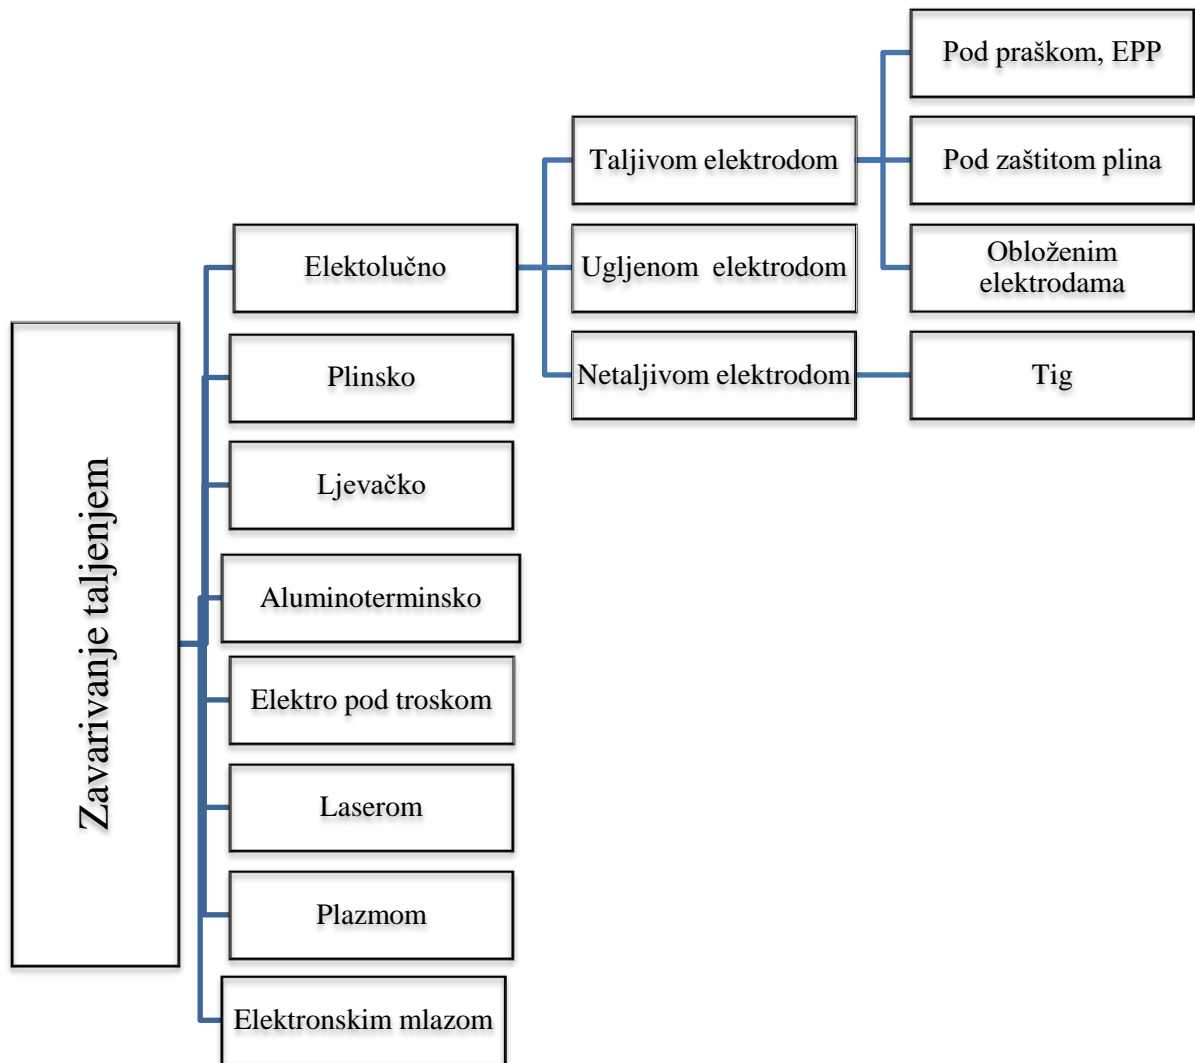 Zavarivanje taljenjem
Elektolučno
Taljivom elektrodom
Pod praškom, EPP
Pod zaštitom plina
Obloženim
elektrodama
Ugljenom elektrodom
Netaljivom elektrodom
Tig
Plinsko
Ljevačko
Aluminoterminsko
Elektro pod troskom
Laserom
Plazmom
Elektronskim mlazom